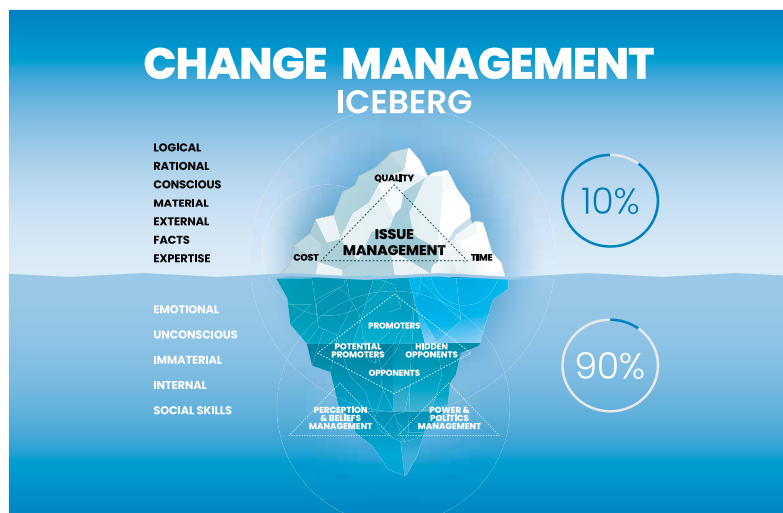 CHANGE MANAGEMENT
ICEBERG
LOGICAL
RATIONAL
CONSCIOUS
MATERIAL
EXTERNAL
FACTS
EXPERTISE
QUALITY
ISSUE
MANAGEMENT
COST
TIME
10%
EMOTIONAL
UNCONSCIOUS
IMMATERIAL
INTERNAL
SOCIAL SKILLS
PROMOTERS
POTENTIAL
PROMOTERS
HIDDEN
OPPONENTS
OPPONENTS
PERCEPTION
& BELIEFS
MANAGEMENT
POWER &
POLITICS
MANAGEMENT
90%